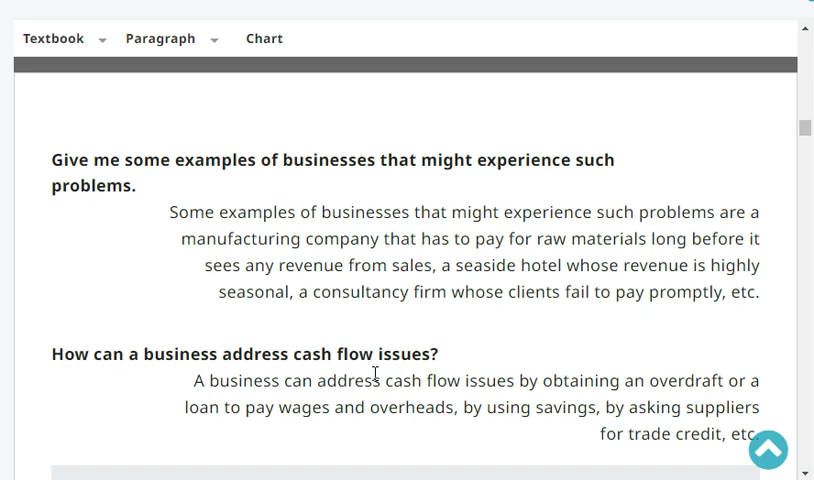 Textbook Paragraph Chart
Give me some examples of businesses that might experience such
problems.
Some examples of businesses that might experience such problems are a
manufacturing company that has to pay for raw materials long before it
sees any revenue from sales, a seaside hotel whose revenue is highly
seasonal, a consultancy firm whose clients fail to pay promptly, etc.
How can a business address cash flow issues?
A business can address cash flow issues by obtaining an overdraft or a
loan to pay wages and overheads, by using savings, by asking suppliers
for trade credit, etc.